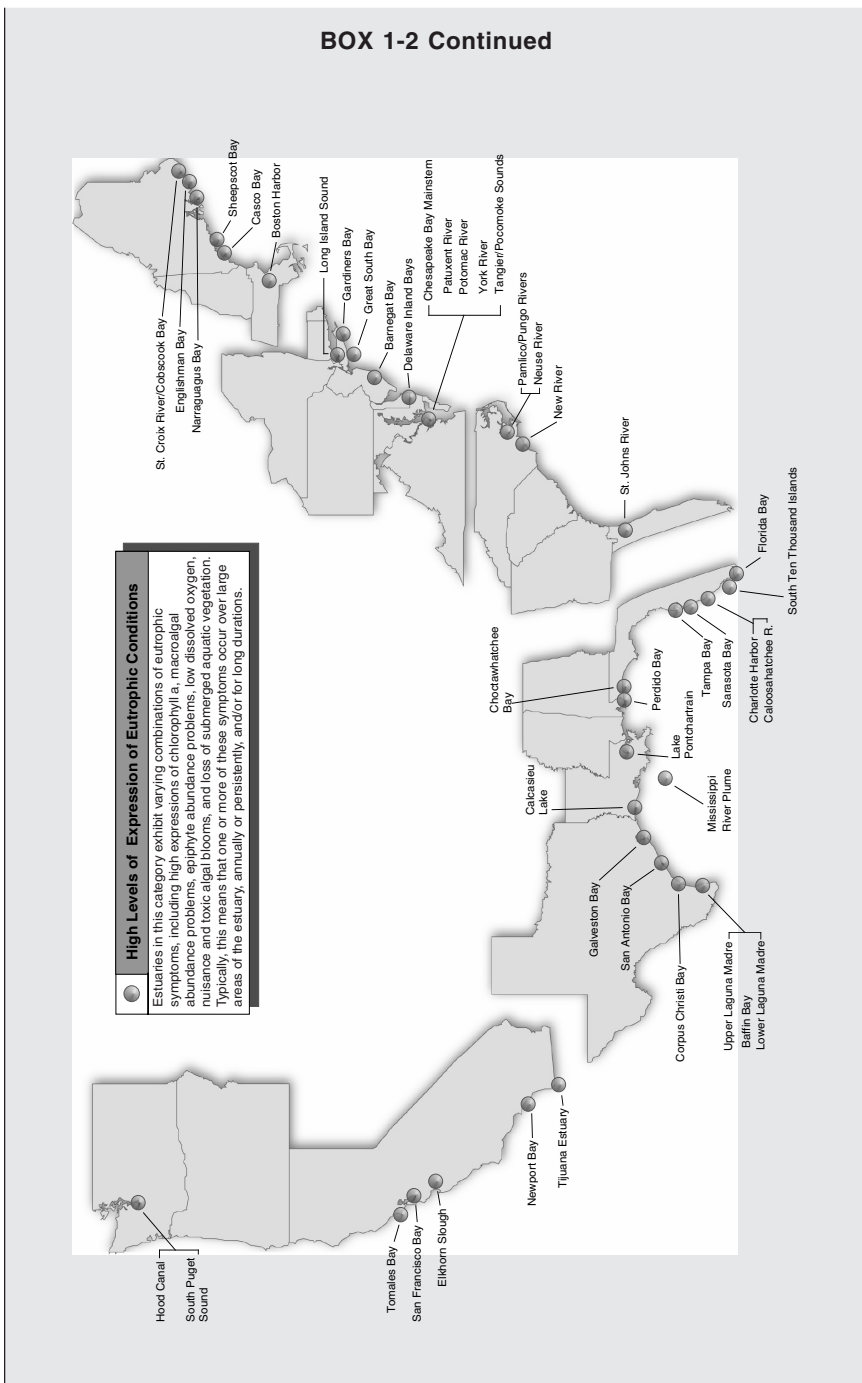 BOX 1-2 Continued
High Levels of Expression of Eutrophic Conditions
Estuaries in this category exhibit varying combinations of eutrophic
symptoms, including high expressions of chlorophyll a, macroalgal
abundance problems, epiphyte abundance problems, low dissolved oxygen,
nuisance and toxic algal blooms, and loss of submerged aquatic vegetation.
Typically, this means that one or more of these symptoms occur over large
areas of the estuary, annually or persistently, and/or for long durations.
Hood Canal
South Puget
Sound
Tomales Bay
San Francisco Bay
Elkhorn Slough
Newport Bay
Tijuana Estuary
Galveston Bay
San Antonio Bay
Corpus Christi Bay
Upper Laguna Madre
Baffin Bay
Lower Laguna Madre
Calcasieu
Lake
Mississippi
River Plume
Lake
Pontchartrain
Choctawhatchee
Bay
Perdido Bay
Tampa Bay
Sarasota Bay
Charlotte Harbor
Caloosahatchee R.
South Ten Thousand Islands
Florida Bay
St. Johns River
New River
Pamlico/Pungo Rivers
Neuse River
Chesapeake Bay Mainstem
Patuxent River
Potomac River
York River
Tangier/Pocomoke Sounds
Delaware Inland Bays
Barnegat Bay
Great South Bay
Gardiners Bay
Long Island Sound
Boston Harbor
Casco Bay
Sheepscot Bay
St. Croix River/Cobscook Bay
Englishman Bay
Narraguagus Bay